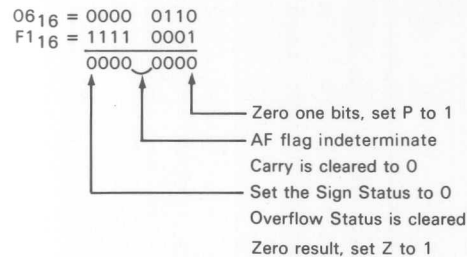 06₁₆ = 0000 0110
F1₁₆ = 1111 0001
0000 0000
Zero one bits, set P to 1
AF flag indeterminate
Carry is cleared to 0
Set the Sign Status to 0
Overflow Status is cleared
Zero result, set Z to 1